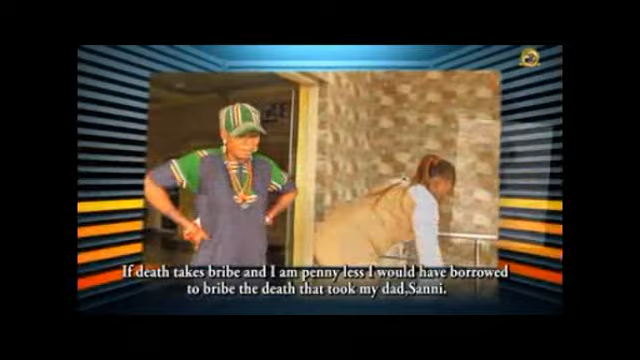 If death takes bribe and I am penny less I would have borrowed
to bribe the death that took my dad,Sanni.